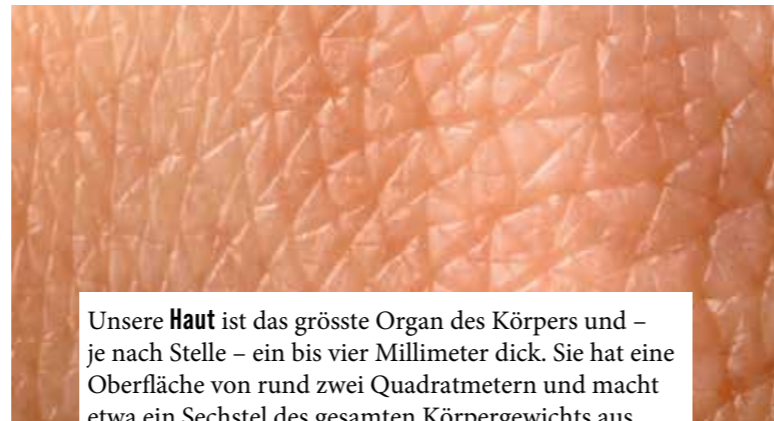 Unsere Haut ist das grösste Organ des Körpers und –
je nach Stelle – ein bis vier Millimeter dick. Sie hat eine
Oberfläche von rund zwei Quadratmetern und macht
etwa ein Sechstel des gesamten Körpergewichts aus